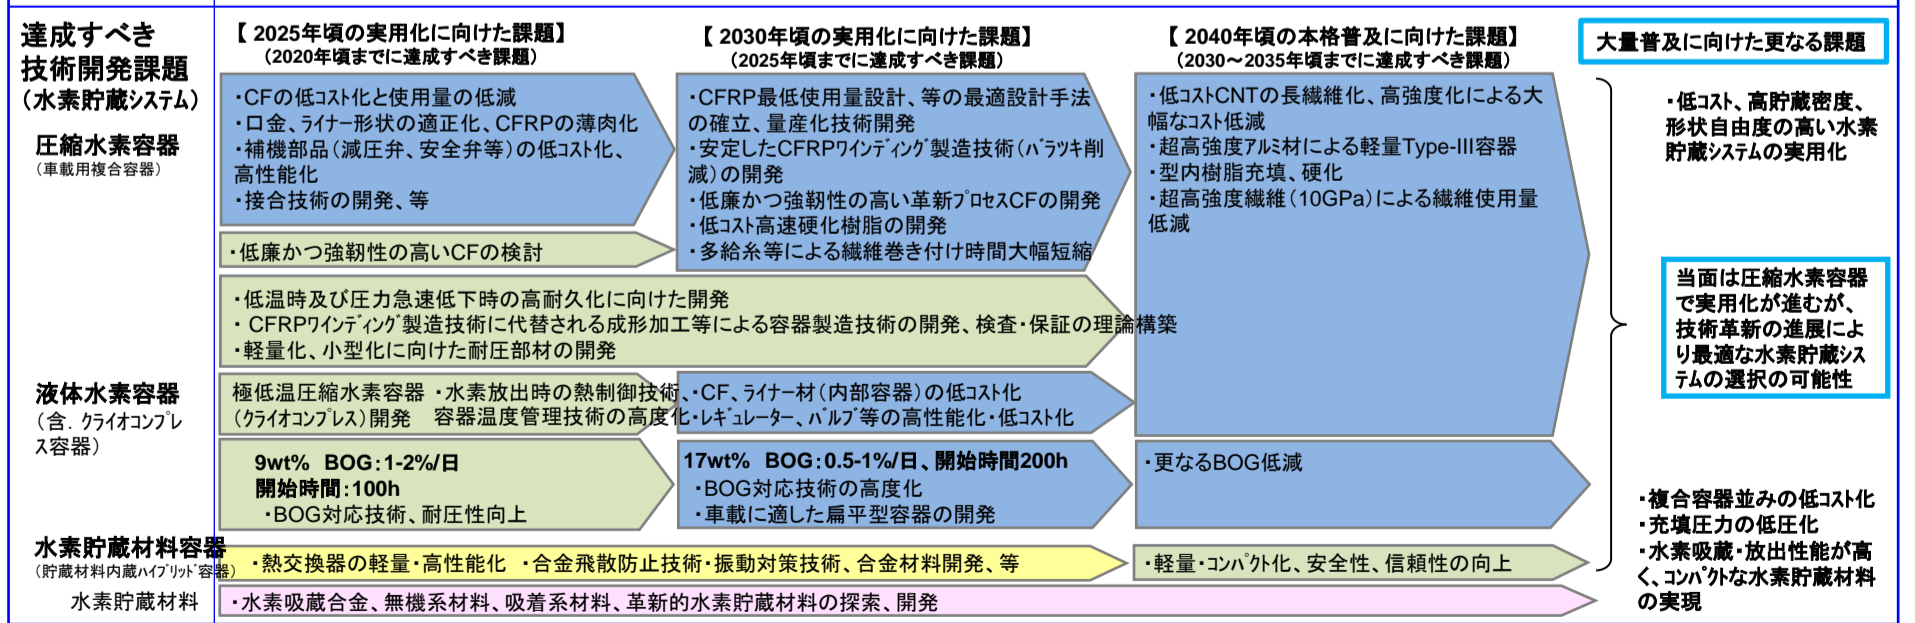 達成すべき
技術開発課題
（水素貯蔵システム）
圧縮水素容器
（車載用複合容器）
【 2025年頃の実用化に向けた課題】
（2020年頃までに達成すべき課題）
・CFの低コスト化と使用量の低減
・口金、ライナー形状の適正化、CFRPの薄肉化
・補機部品（減圧弁、安全弁等）の低コスト化、
高性能化
・接合技術の開発、等
・低廉かつ強靭性の高いCFの検討
【 2030年頃の実用化に向けた課題】
（2025年頃までに達成すべき課題）
・CFRP最低使用量設計、等の最適設計手法
の確立、量産化技術開発
・安定したCFRPワインディング製造技術（バラツキ削
減）の開発
・低廉かつ強靭性の高い革新プロセスCFの開発
・低コスト高速硬化樹脂の開発
・多給糸等による繊維巻き付け時間大幅短縮
【 2040年頃の本格普及に向けた課題】
（2030～2035年頃までに達成すべき課題）
・低コストCNTの長繊維化、高強度化による大
幅なコスト低減
・超高強度アルミ材による軽量Type-III容器
・型内樹脂充填、硬化
・超高強度繊維（10GPa）による繊維使用量
低減
・低温時及び圧力急速低下時の高耐久化に向けた開発
・ CFRPワインディング製造技術に代替される成形加工等による容器製造技術の開発、検査・保証の理論構築
・軽量化、小型化に向けた耐圧部材の開発
液体水素容器
（含．クライオコンプレ
ス容器）
極低温圧縮水素容器
（クライオコンプレス）開発
・水素放出時の熱制御技術、
容器温度管理技術の高度化
・CF、ライナー材（内部容器）の低コスト化
・レギュレーター、バルブ等の高性能化・低コスト化
9wt%  BOG：1-2%/日
開始時間：100h
・BOG対応技術、耐圧性向上
17wt%  BOG：0.5-1%/日、開始時間200h
・BOG対応技術の高度化
・車載に適した扁平型容器の開発
・更なるBOG低減
水素貯蔵材料容器
（貯蔵材料内蔵ハイブリッド容器）
・熱交換器の軽量・高性能化  ・合金飛散防止技術・振動対策技術、合金材料開発、等
・軽量・コンパクト化、安全性、信頼性の向上
水素貯蔵材料
・水素吸蔵合金、無機系材料、吸着系材料、革新的水素貯蔵材料の探索、開発
大量普及に向けた更なる課題
・低コスト、高貯蔵密度、
形状自由度の高い水素
貯蔵システムの実用化
当面は圧縮水素容器
で実用化が進むが、
技術革新の進展によ
り最適な水素貯蔵シス
テムの選択の可能性
・複合容器並みの低コスト化
・充填圧力の低圧化
・水素吸蔵・放出性能が高
く、コンパクトな水素貯蔵材料
の実現